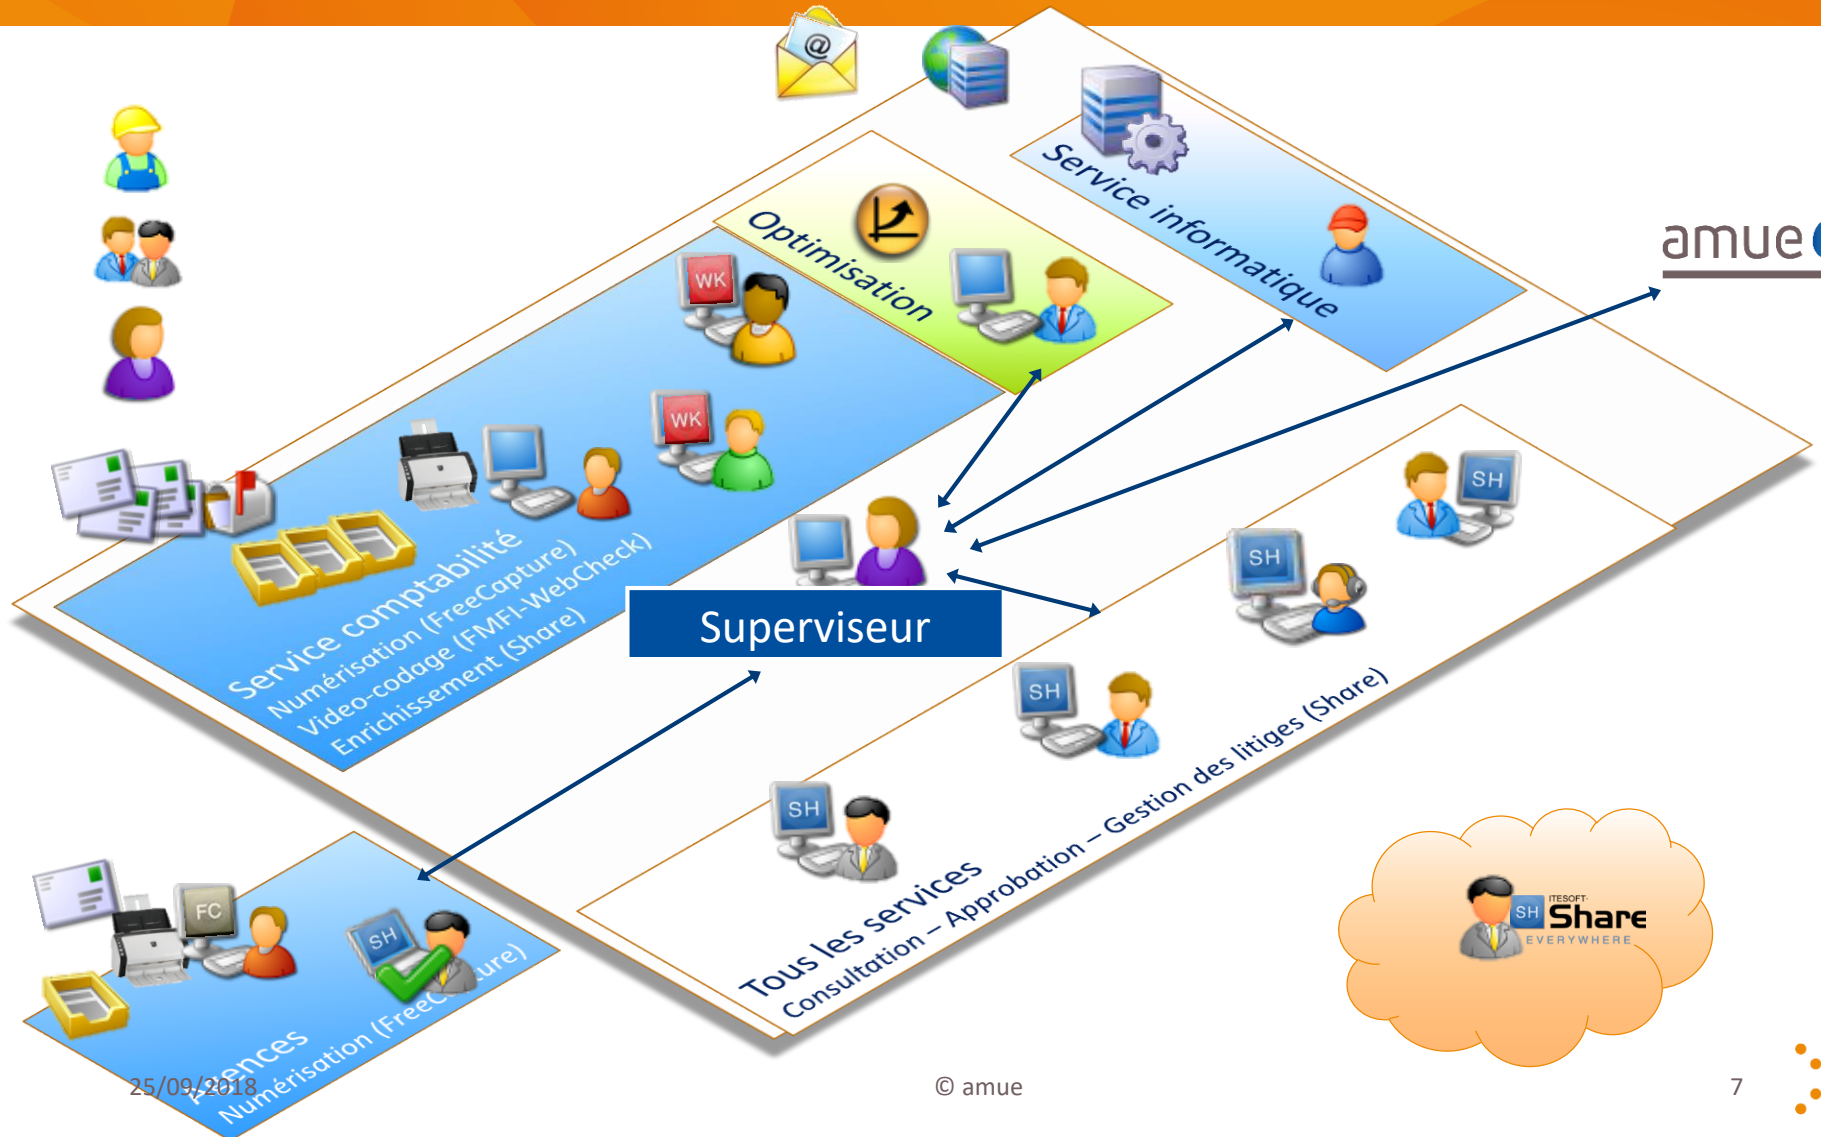 Service informatique
Optimisation
amue
WK
WK
SH
SH
Service comptabilité
Numérisation (FreeCapture)
Video-codage (FMFI-WebCheck)
Enrichissement (Share)
Superviseur
SH
SH
Tous les services
Consultation – Approbation – Gestion des litiges (Share)
FC
SH
Agences
Numérisation (FreeCapture)
SH
ITESOFT
Share
EVERYWHERE
25/09/2018
© amue
7